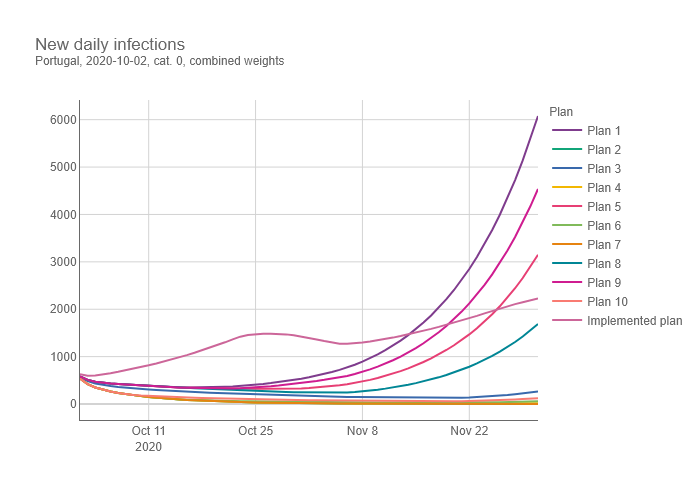 New daily infections
Portugal, 2020-10-02, cat. 0, combined weights
6000
5000
4000
3000
2000
1000
0
Oct 11
2020
Oct 25
Nov 8
Nov 22
Plan
Plan 1
Plan 2
Plan 3
Plan 4
Plan 5
Plan 6
Plan 7
Plan 8
Plan 9
Plan 10
Implemented plan